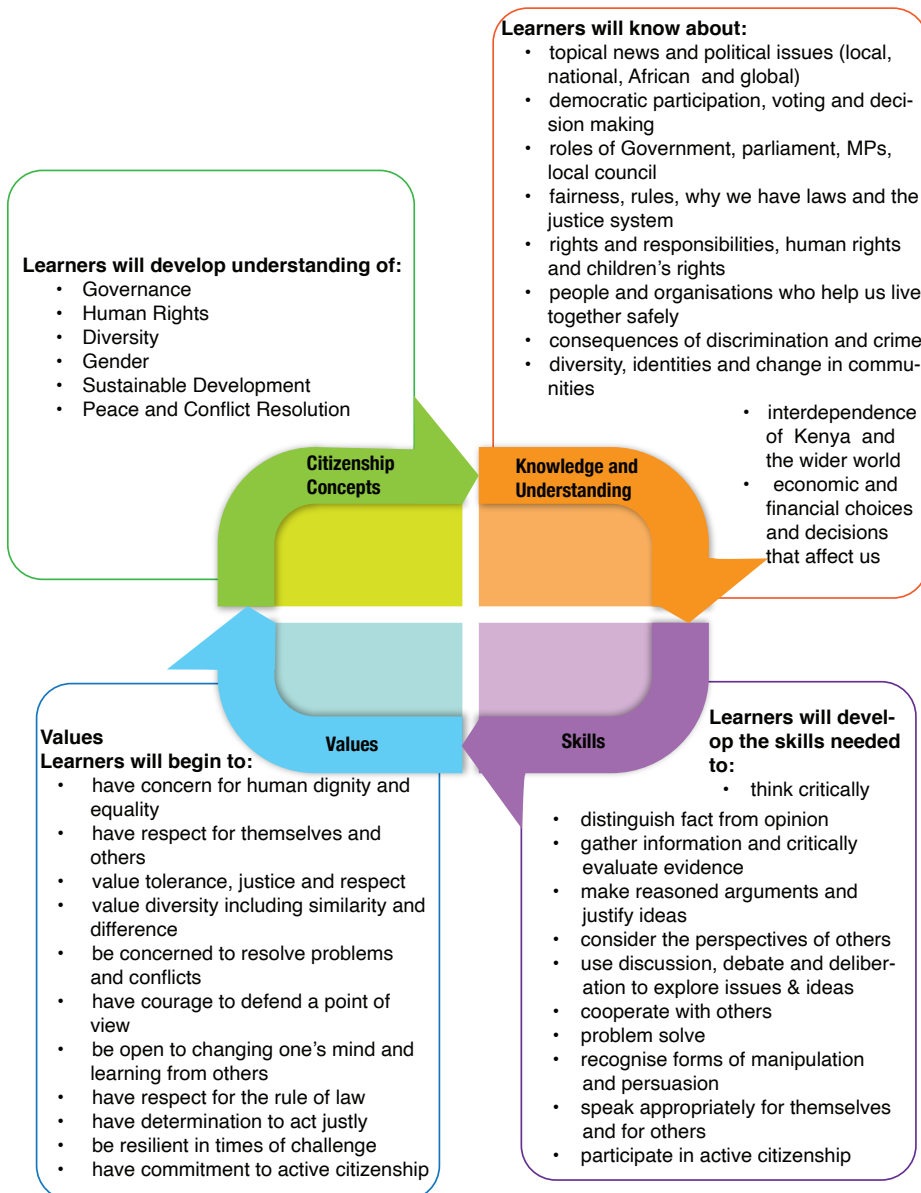 Learners will know about:
• topical news and political issues (local,
national, African and global)
• democratic participation, voting and deci-
sion making
• roles of Government, parliament, MPs,
local council
• fairness, rules, why we have laws and the
justice system
• rights and responsibilities, human rights
and children's rights
• people and organisations who help us live
together safely
• consequences of discrimination and crime
• diversity, identities and change in commu-
nities
• interdependence
of Kenya and
the wider world
• economic and
financial choices
and decisions
that affect us
Learners will develop understanding of:
• Governance
• Human Rights
• Diversity
• Gender
• Sustainable Development
• Peace and Conflict Resolution
Citizenship
Concepts
Knowledge and
Understanding
Values
Skills
Values
Learners will begin to:
• have concern for human dignity and
equality
• have respect for themselves and
others
• value tolerance, justice and respect
• value diversity including similarity and
difference
• be concerned to resolve problems
and conflicts
• have courage to defend a point of
view
• be open to changing one's mind and
learning from others
• have respect for the rule of law
• have determination to act justly
• be resilient in times of challenge
• have commitment to active citizenship
Learners will devel-
op the skills needed
to:
• think critically
• distinguish fact from opinion
• gather information and critically
evaluate evidence
• make reasoned arguments and
justify ideas
• consider the perspectives of others
• use discussion, debate and deliber-
ation to explore issues & ideas
• cooperate with others
• problem solve
• recognise forms of manipulation
and persuasion
• speak appropriately for themselves
and for others
• participate in active citizenship